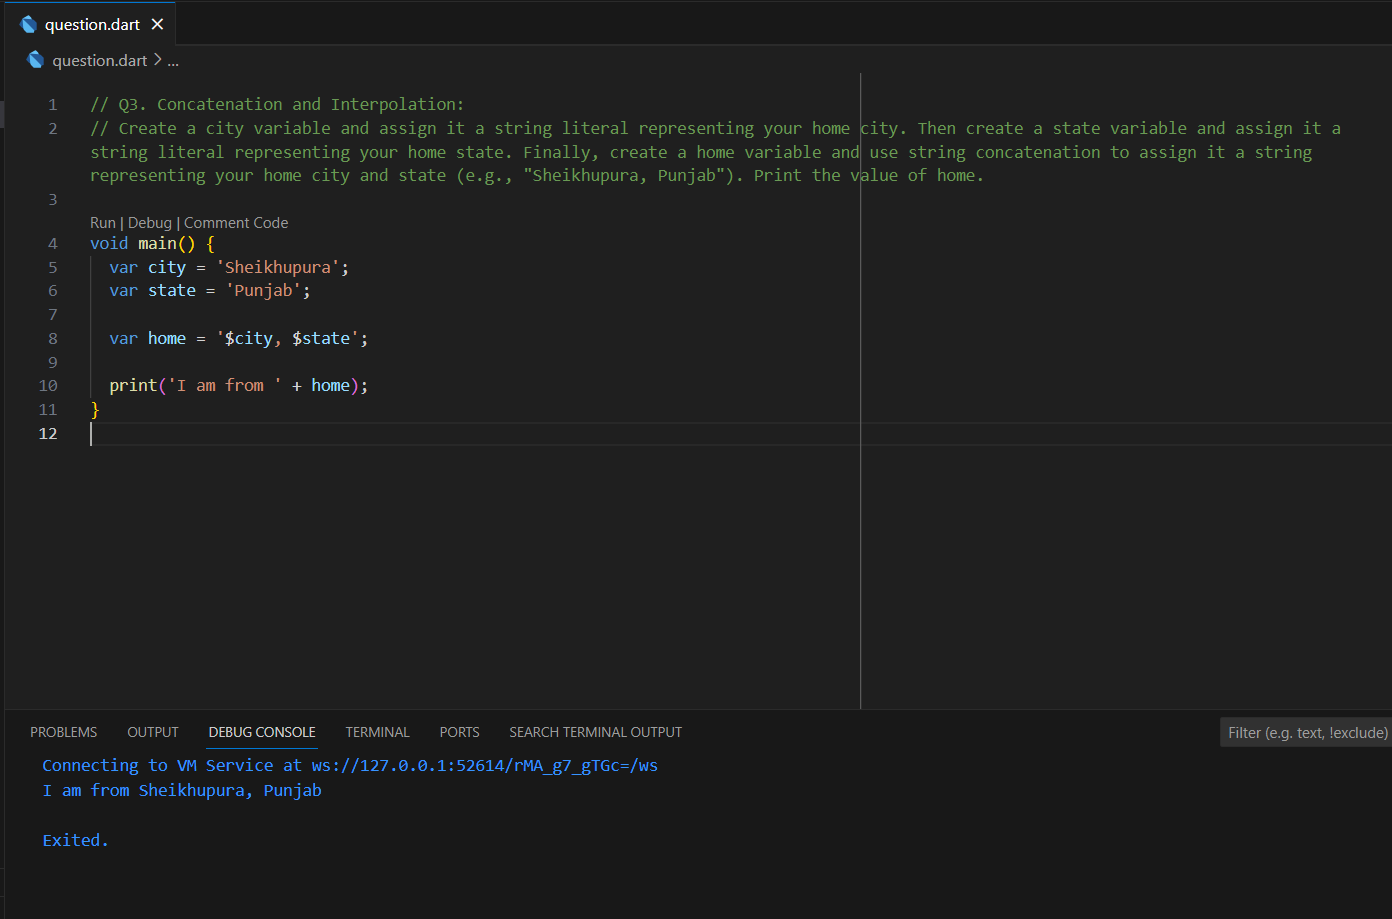 question.dart
question.dart > ...
1 // Q3. Concatenation and Interpolation:
2 // Create a city variable and assign it a string literal representing your home city. Then create a state variable and assign it a
string literal representing your home state. Finally, create a home variable and use string concatenation to assign it a string
representing your home city and state (e.g., "Sheikhupura, Punjab"). Print the value of home.
3
Run | Debug | Comment Code
4 void main() {
5 var city = 'Sheikhupura';
6 var state = 'Punjab';
7
8 var home = '$city, $state';
9
10 print('I am from ' + home);
11 }
12
PROBLEMS OUTPUT DEBUG CONSOLE TERMINAL PORTS SEARCH TERMINAL OUTPUT Filter (e.g. text, !exclude)
Connecting to VM Service at ws://127.0.0.1:52614/rMA_g7_gTGc=/ws
I am from Sheikhupura, Punjab
Exited.